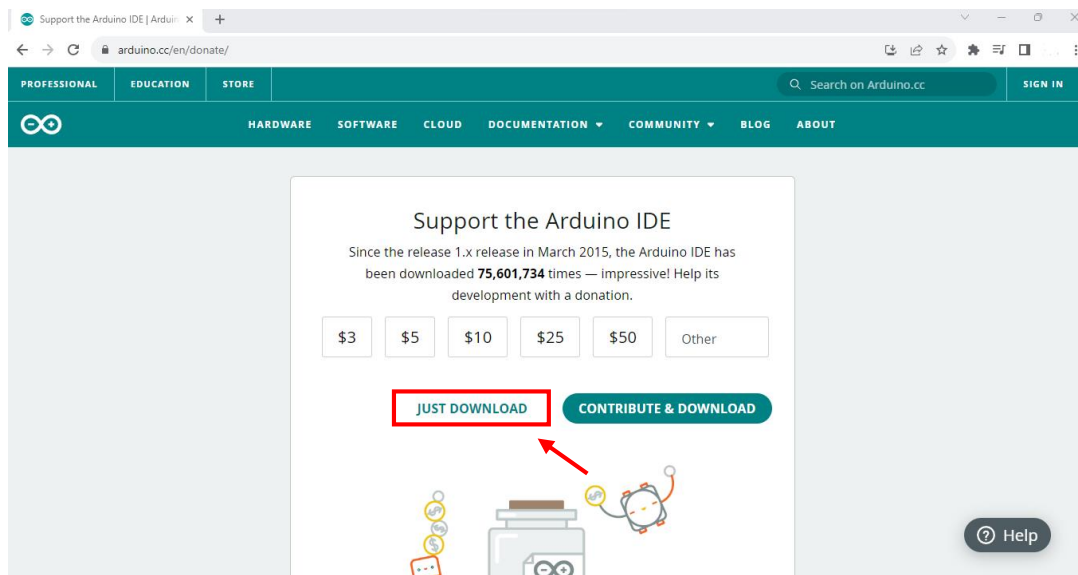 Support the Arduino IDE | Arduin
arduino.cc/en/donate/
PROFESSIONAL EDUCATION STORE Search on Arduino.cc SIGN IN
HARDWARE SOFTWARE CLOUD DOCUMENTATION COMMUNITY BLOG ABOUT
Support the Arduino IDE
Since the release 1.x release in March 2015, the Arduino IDE has
been downloaded 75,601,734 times — impressive! Help its
development with a donation.
$3 $5 $10 $25 $50 Other
JUST DOWNLOAD CONTRIBUTE & DOWNLOAD
Help